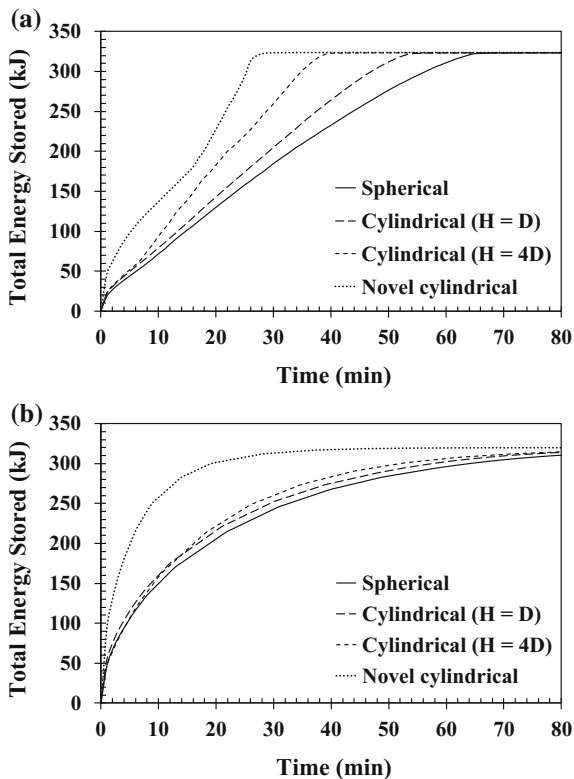 (a)
Total Energy Stored (kJ)
350
300
250
200
150
100
50
0
Spherical
Cylindrical (H = D)
Cylindrical (H = 4D)
Novel cylindrical
0 10 20 30 40 50 60 70 80
Time (min)
(b)
Total Energy Stored (kJ)
350
300
250
200
150
100
50
0
Spherical
Cylindrical (H = D)
Cylindrical (H = 4D)
Novel cylindrical
0 10 20 30 40 50 60 70 80
Time (min)